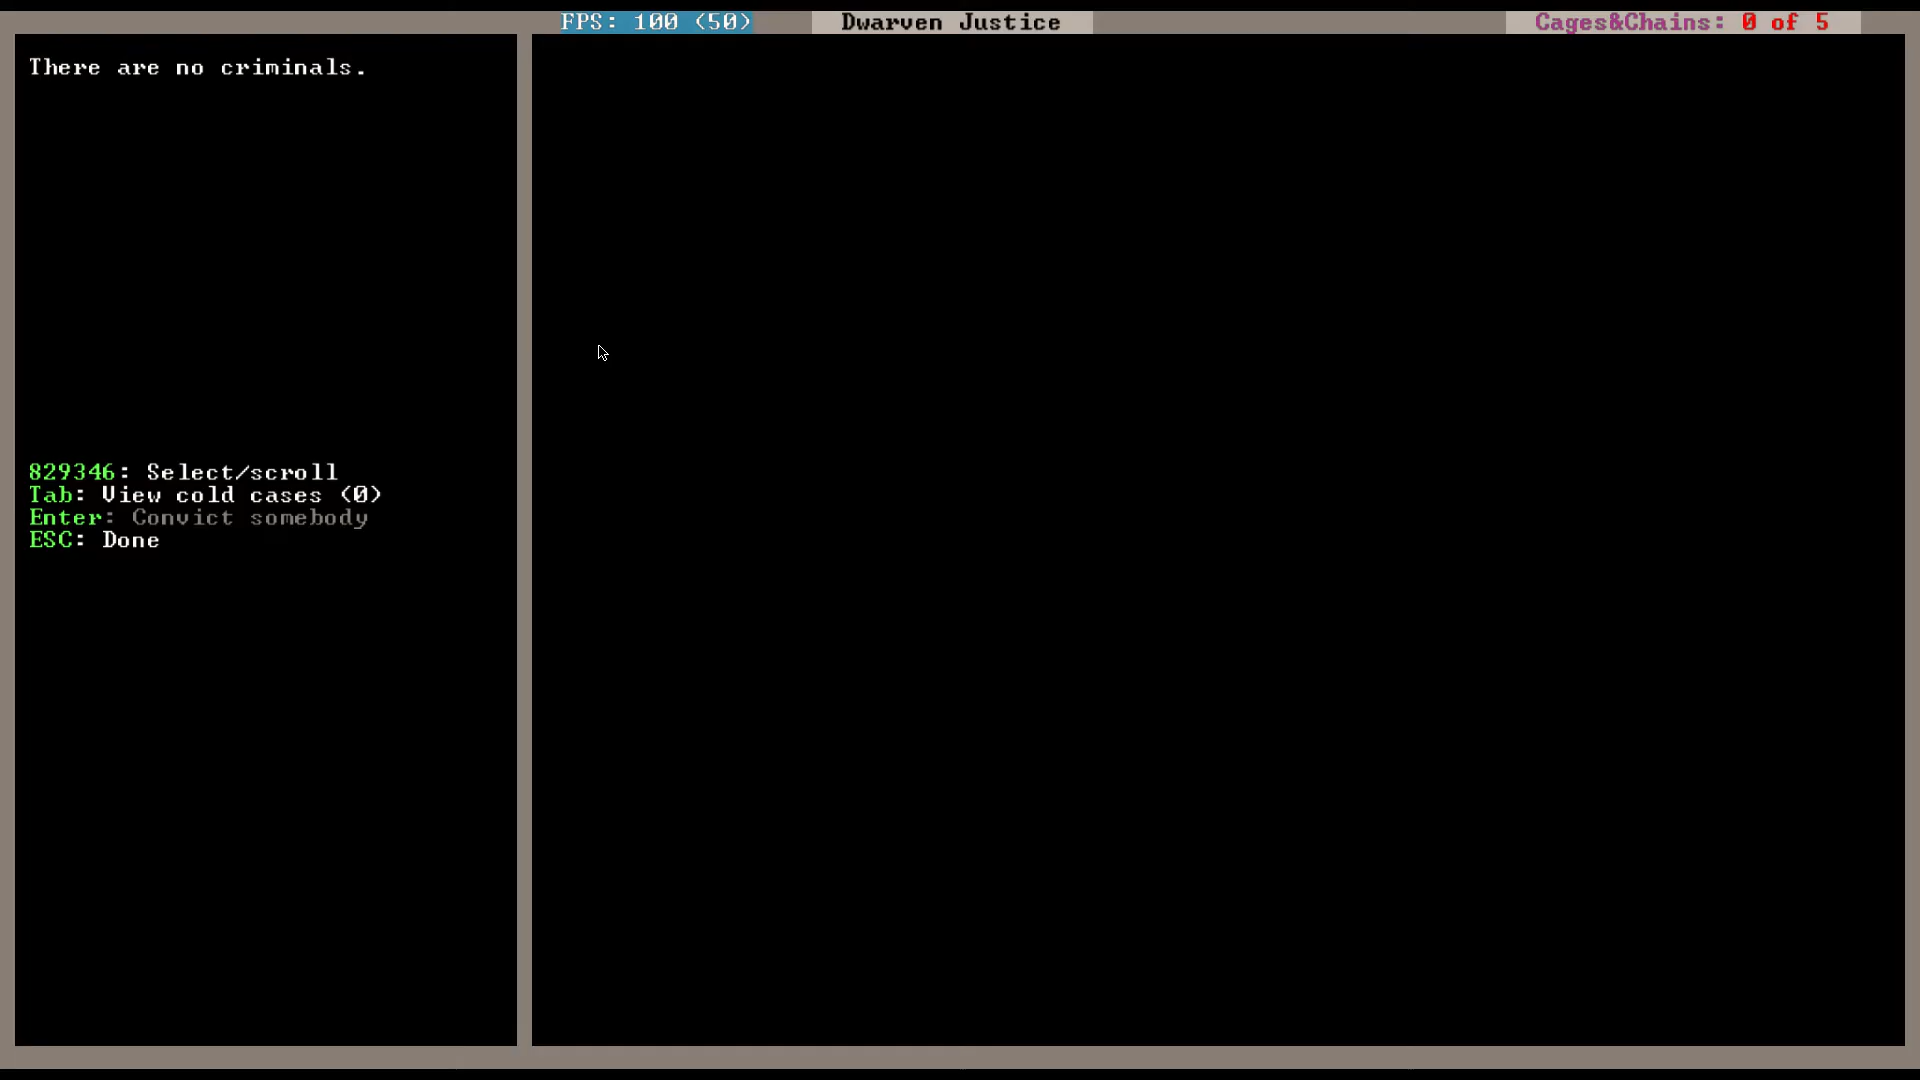 FPS: 100 (50) Dwarven Justice Cages&Chains: 0 of 5
There are no criminals.
829346: Select/scroll
Tab: View cold cases (0)
Enter: Convict somebody
ESC: Done